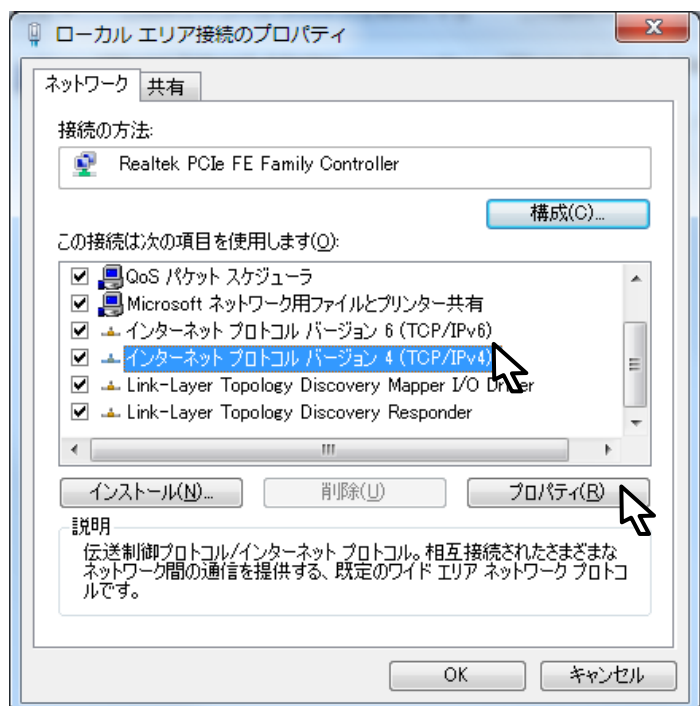 ローカル エリア接続のプロパティ
ネットワーク 共有
接続の方法:
Realtek PCIe FE Family Controller
構成(C)...
この接続は次の項目を使用します(O):
QoS パケット スケジューラ
Microsoft ネットワーク用ファイルとプリンター共有
インターネット プロトコル バージョン 6 (TCP/IPv6)
インターネット プロトコル バージョン 4 (TCP/IPv4)
Link-Layer Topology Discovery Mapper I/O Driver
Link-Layer Topology Discovery Responder
インストール(N)... 削除(U) プロパティ(R)
説明
伝送制御プロトコル/インターネット プロトコル。相互接続されたさまざまな
ネットワーク間の通信を提供する、既定のワイド エリア ネットワーク プロトコ
ルです。
OK キャンセル